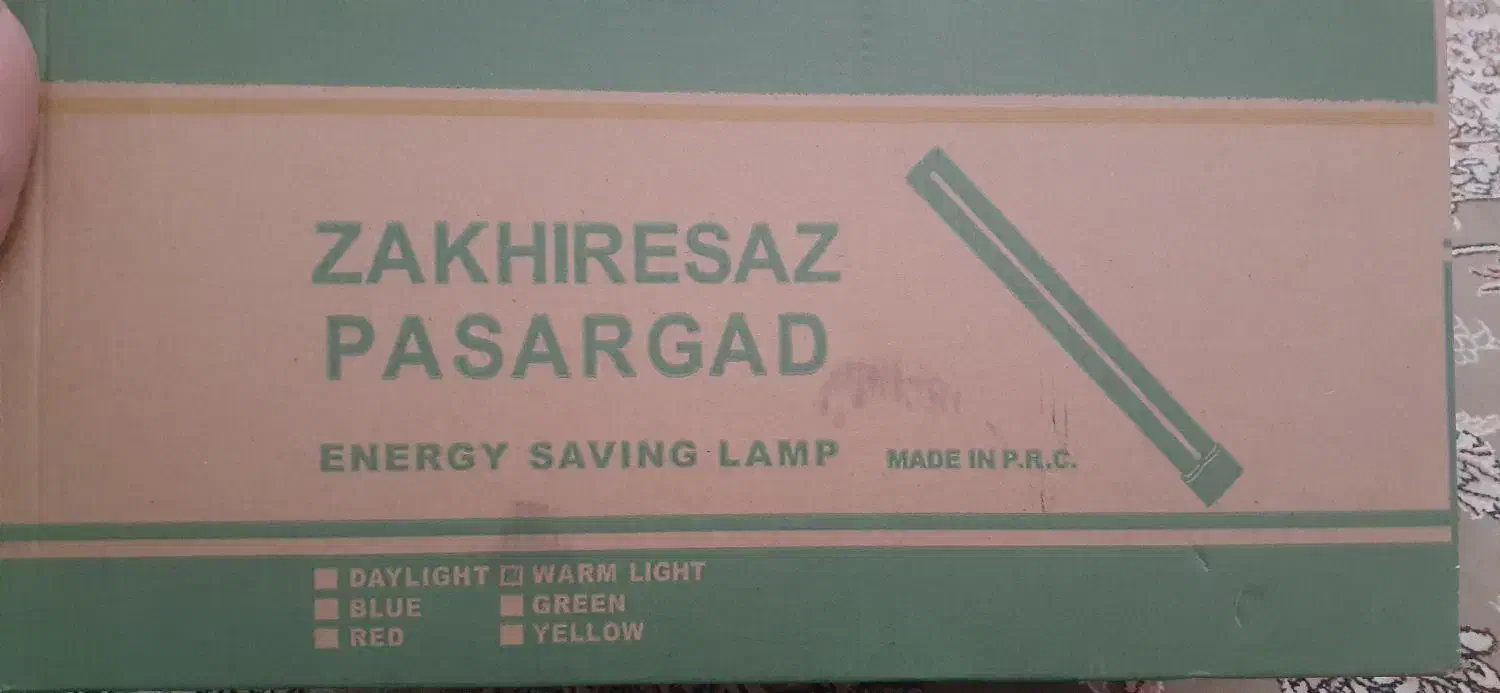 ZAKHIRESAZ
PASARGAD
ENERGY SAVING LAMP MADE IN P.R.C.
DAYLIGHT WARM LIGHT
BLUE GREEN
RED YELLOW